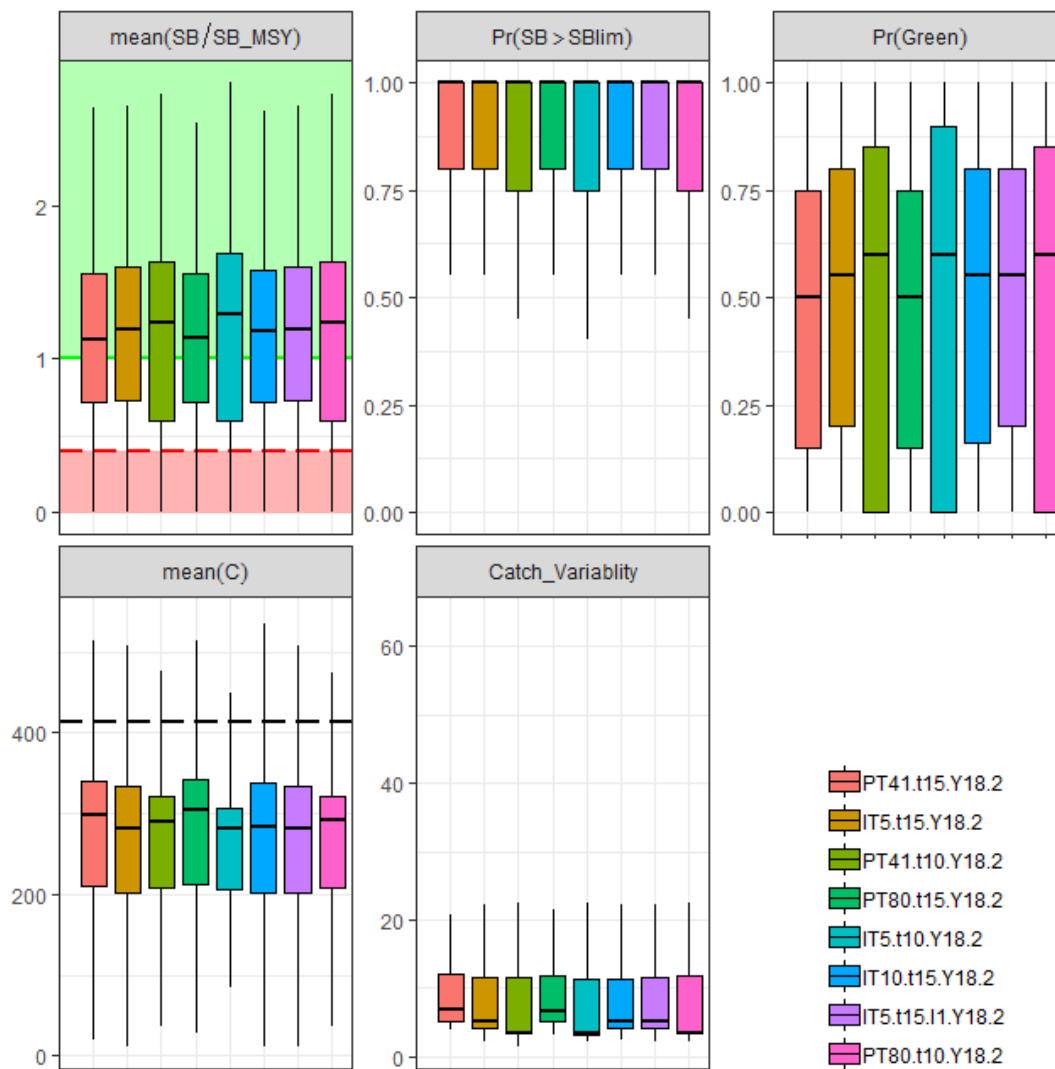 mean(SB/SB_MSY)
Pr(SB>SBlim)
Pr(Green)
2
1
0
1.00
0.75
0.50
0.25
0.00
1.00
0.75
0.50
0.25
0.00
mean(C)
Catch_Variablity
400
200
0
60
40
20
0
PT41.t15.Y18.2
IT5.t15.Y18.2
PT41.t10.Y18.2
PT80.t15.Y18.2
IT5.t10.Y18.2
IT10.t15.Y18.2
IT5.t15.I1.Y18.2
PT80.t10.Y18.2